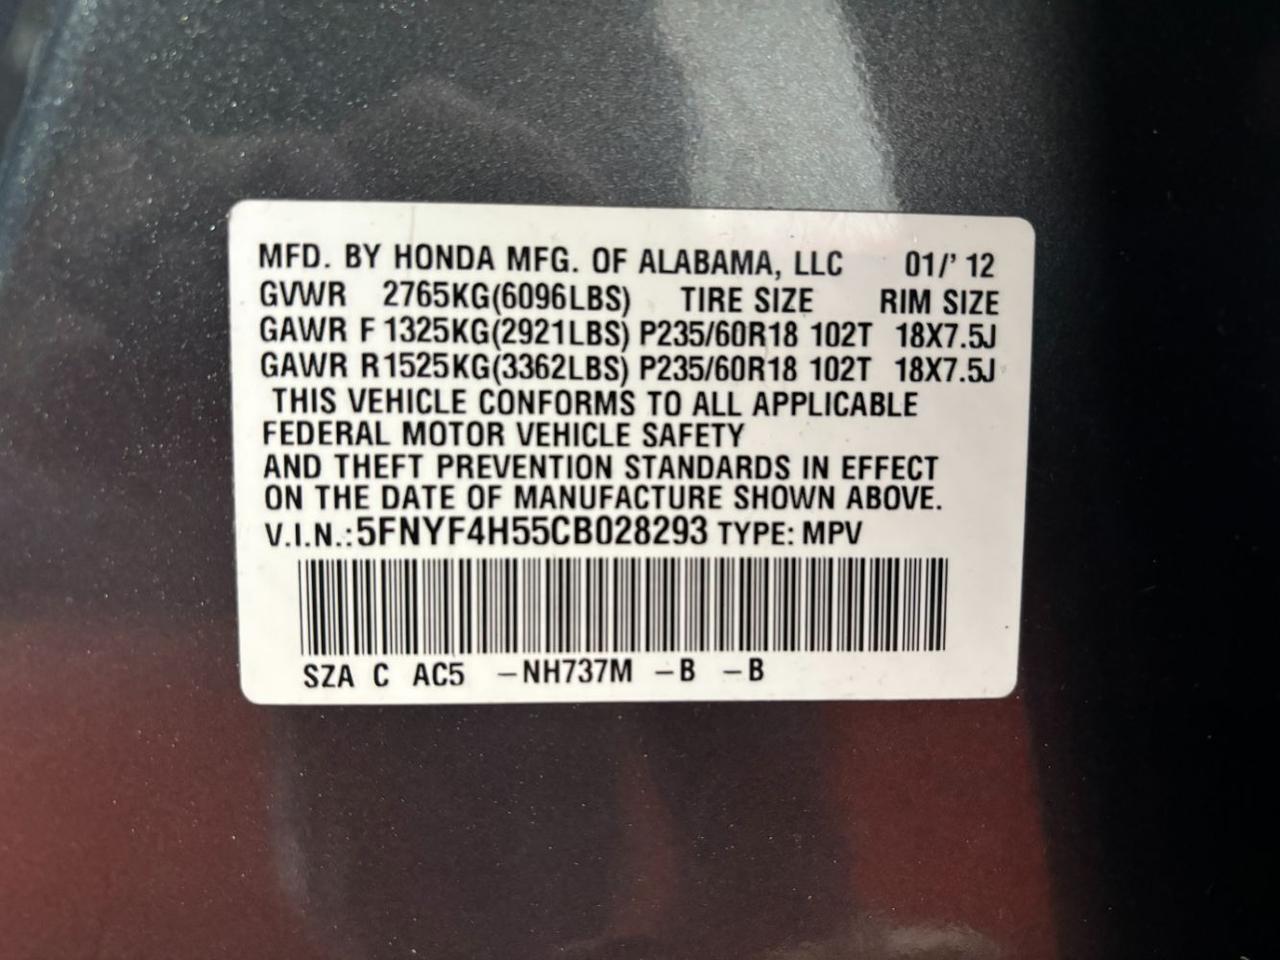 MFD. BY HONDA MFG. OF ALABAMA, LLC 01/' 12
GVWR 2765KG(6096LBS) TIRE SIZE RIM SIZE
GAWR F 1325KG(2921LBS) P235/60R18 102T 18X7.5J
GAWR R1525KG(3362LBS) P235/60R18 102T 18X7.5J
THIS VEHICLE CONFORMS TO ALL APPLICABLE
FEDERAL MOTOR VEHICLE SAFETY
AND THEFT PREVENTION STANDARDS IN EFFECT
ON THE DATE OF MANUFACTURE SHOWN ABOVE.
V.I.N.:5FNYF4H55CB028293 TYPE: MPV
SZA C AC5 –NH737M –B –B